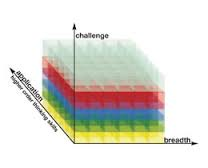 challenge
application
higher order thinking skills
breadth